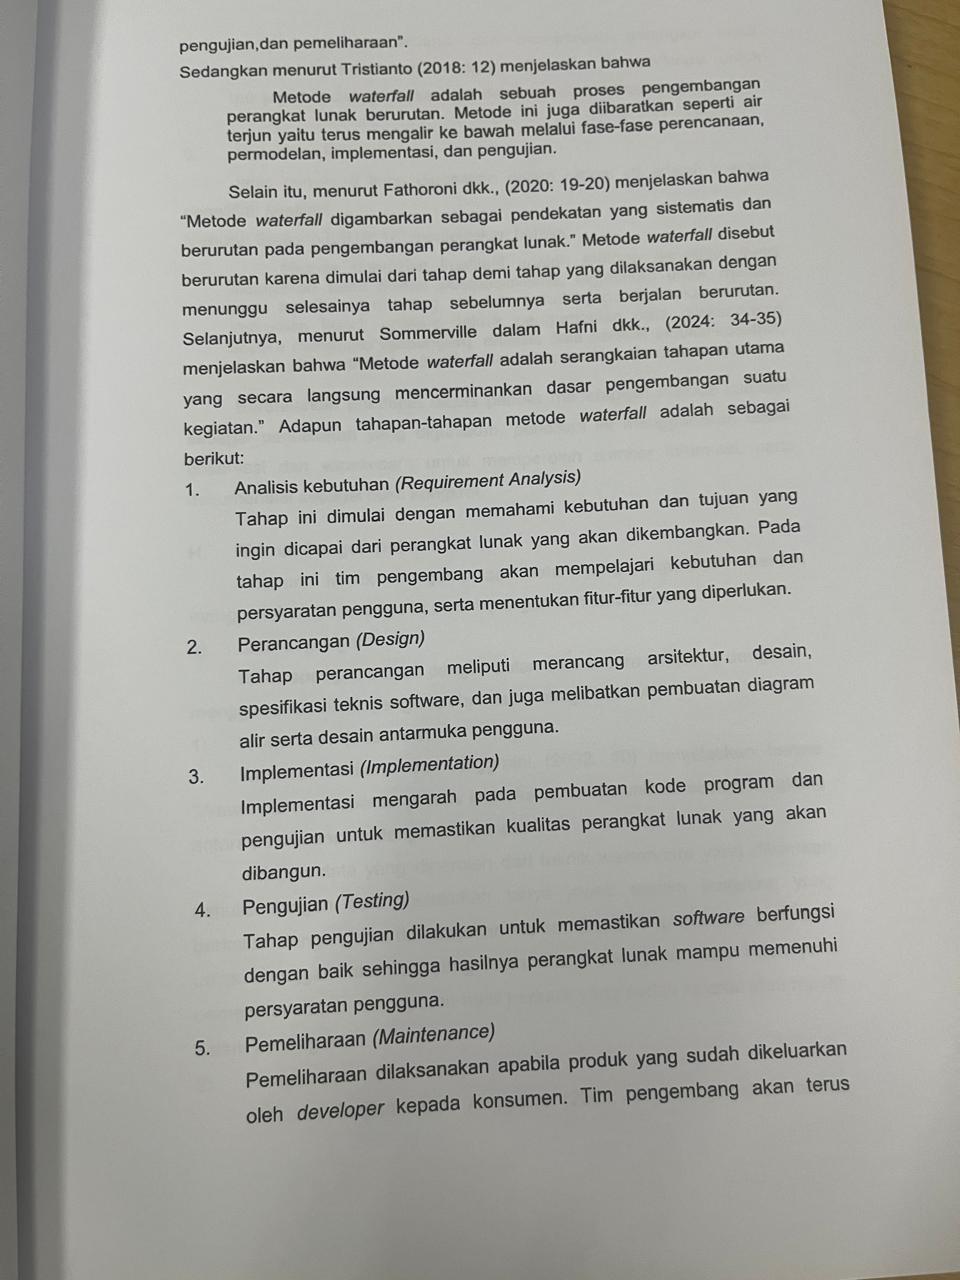 pengujian,dan pemeliharaan”.
Sedangkan menurut Tristianto (2018: 12) menjelaskan bahwa
Metode waterfall adalah sebuah proses pengembangan
perangkat lunak berurutan. Metode ini juga diibaratkan seperti air
terjun yaitu terus mengalir ke bawah melalui fase-fase perencanaan,
permodelan, implementasi, dan pengujian.
Selain itu, menurut Fathoroni dkk., (2020: 19-20) menjelaskan bahwa
“Metode waterfall digambarkan sebagai pendekatan yang sistematis dan
berurutan pada pengembangan perangkat lunak.” Metode waterfall disebut
berurutan karena dimulai dari tahap demi tahap yang dilaksanakan dengan
menunggu selesainya tahap sebelumnya serta berjalan berurutan.
Selanjutnya, menurut Sommerville dalam Hafni dkk., (2024: 34-35)
menjelaskan bahwa “Metode waterfall adalah serangkaian tahapan utama
yang secara langsung mencerminankan dasar pengembangan suatu
kegiatan.” Adapun tahapan-tahapan metode waterfall adalah sebagai
berikut:
1. Analisis kebutuhan (Requirement Analysis)
Tahap ini dimulai dengan memahami kebutuhan dan tujuan yang
ingin dicapai dari perangkat lunak yang akan dikembangkan. Pada
tahap ini tim pengembang akan mempelajari kebutuhan dan
persyaratan pengguna, serta menentukan fitur-fitur yang diperlukan.
2. Perancangan (Design)
Tahap perancangan meliputi merancang arsitektur, desain,
spesifikasi teknis software, dan juga melibatkan pembuatan diagram
alir serta desain antarmuka pengguna.
3. Implementasi (Implementation)
Implementasi mengarah pada pembuatan kode program dan
pengujian untuk memastikan kualitas perangkat lunak yang akan
dibangun.
4. Pengujian (Testing)
Tahap pengujian dilakukan untuk memastikan software berfungsi
dengan baik sehingga hasilnya perangkat lunak mampu memenuhi
persyaratan pengguna.
5. Pemeliharaan (Maintenance)
Pemeliharaan dilaksanakan apabila produk yang sudah dikeluarkan
oleh developer kepada konsumen. Tim pengembang akan terus